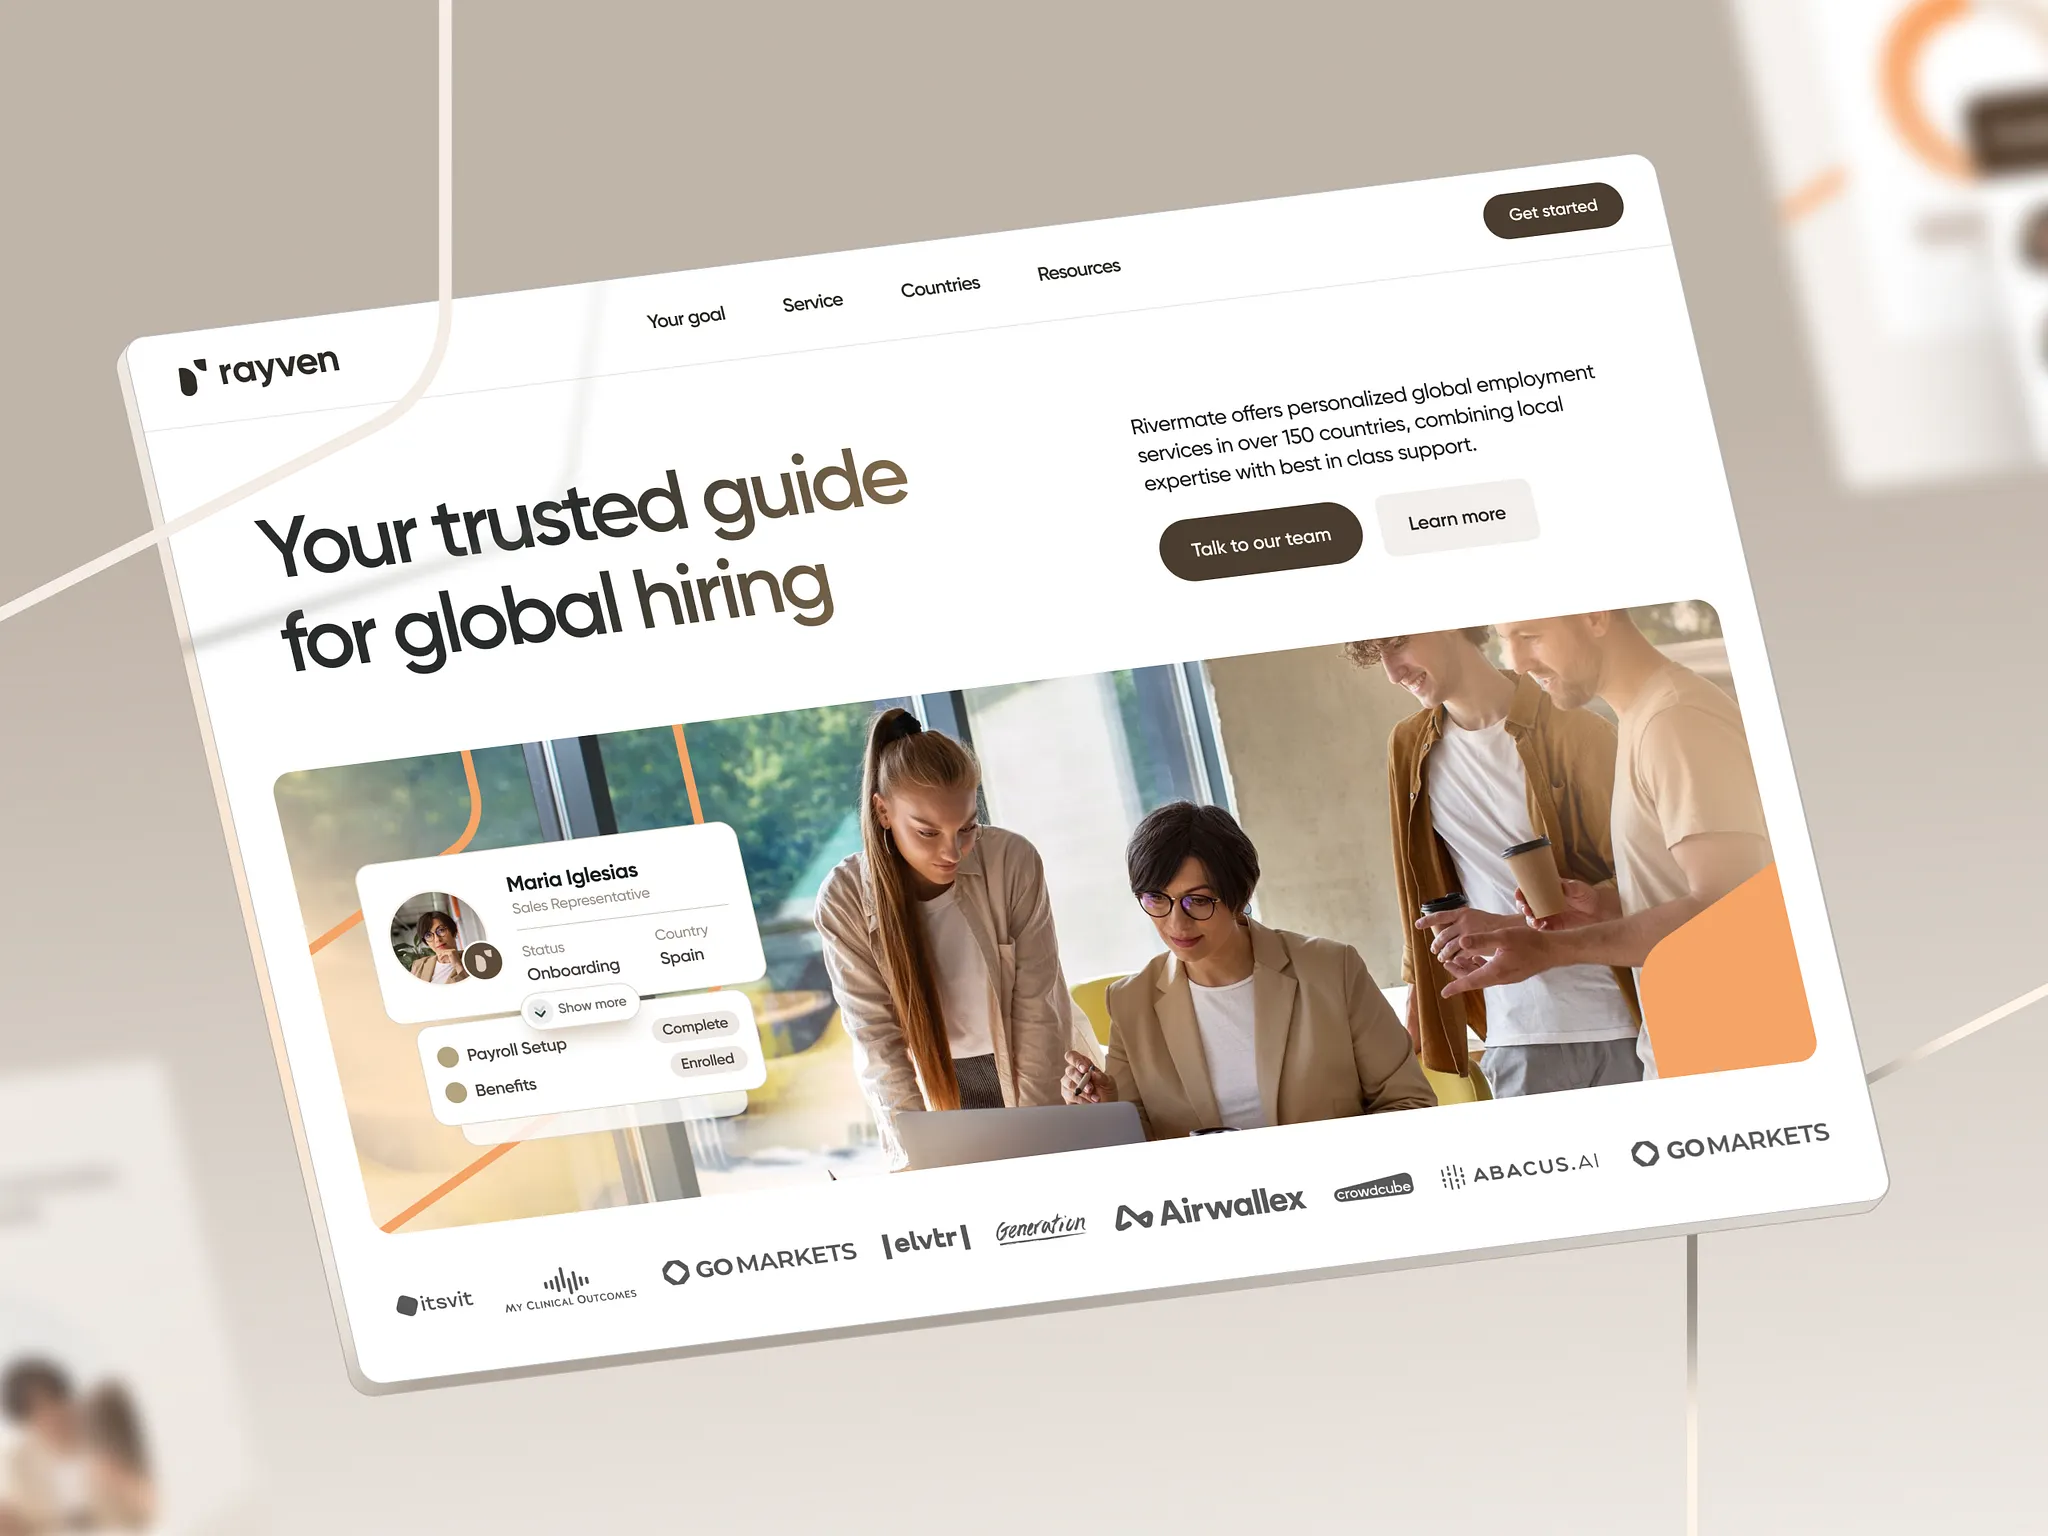 rayven
Your goal
Service
Countries
Resources
Get started
Your trusted guide
for global hiring
Rivermate offers personalized global employment
services in over 150 countries, combining local
expertise with best in class support.
Talk to our team
Learn more
Maria Iglesias
Sales Representative
Status
Country
Onboarding
Spain
Show more
Payroll Setup
Complete
Benefits
Enrolled
itsvit
MY CLINICAL OUTCOMES
GO MARKETS
|elvtr|
Generation
Airwallex
crowdcube
ABACUS.AI
GO MARKETS